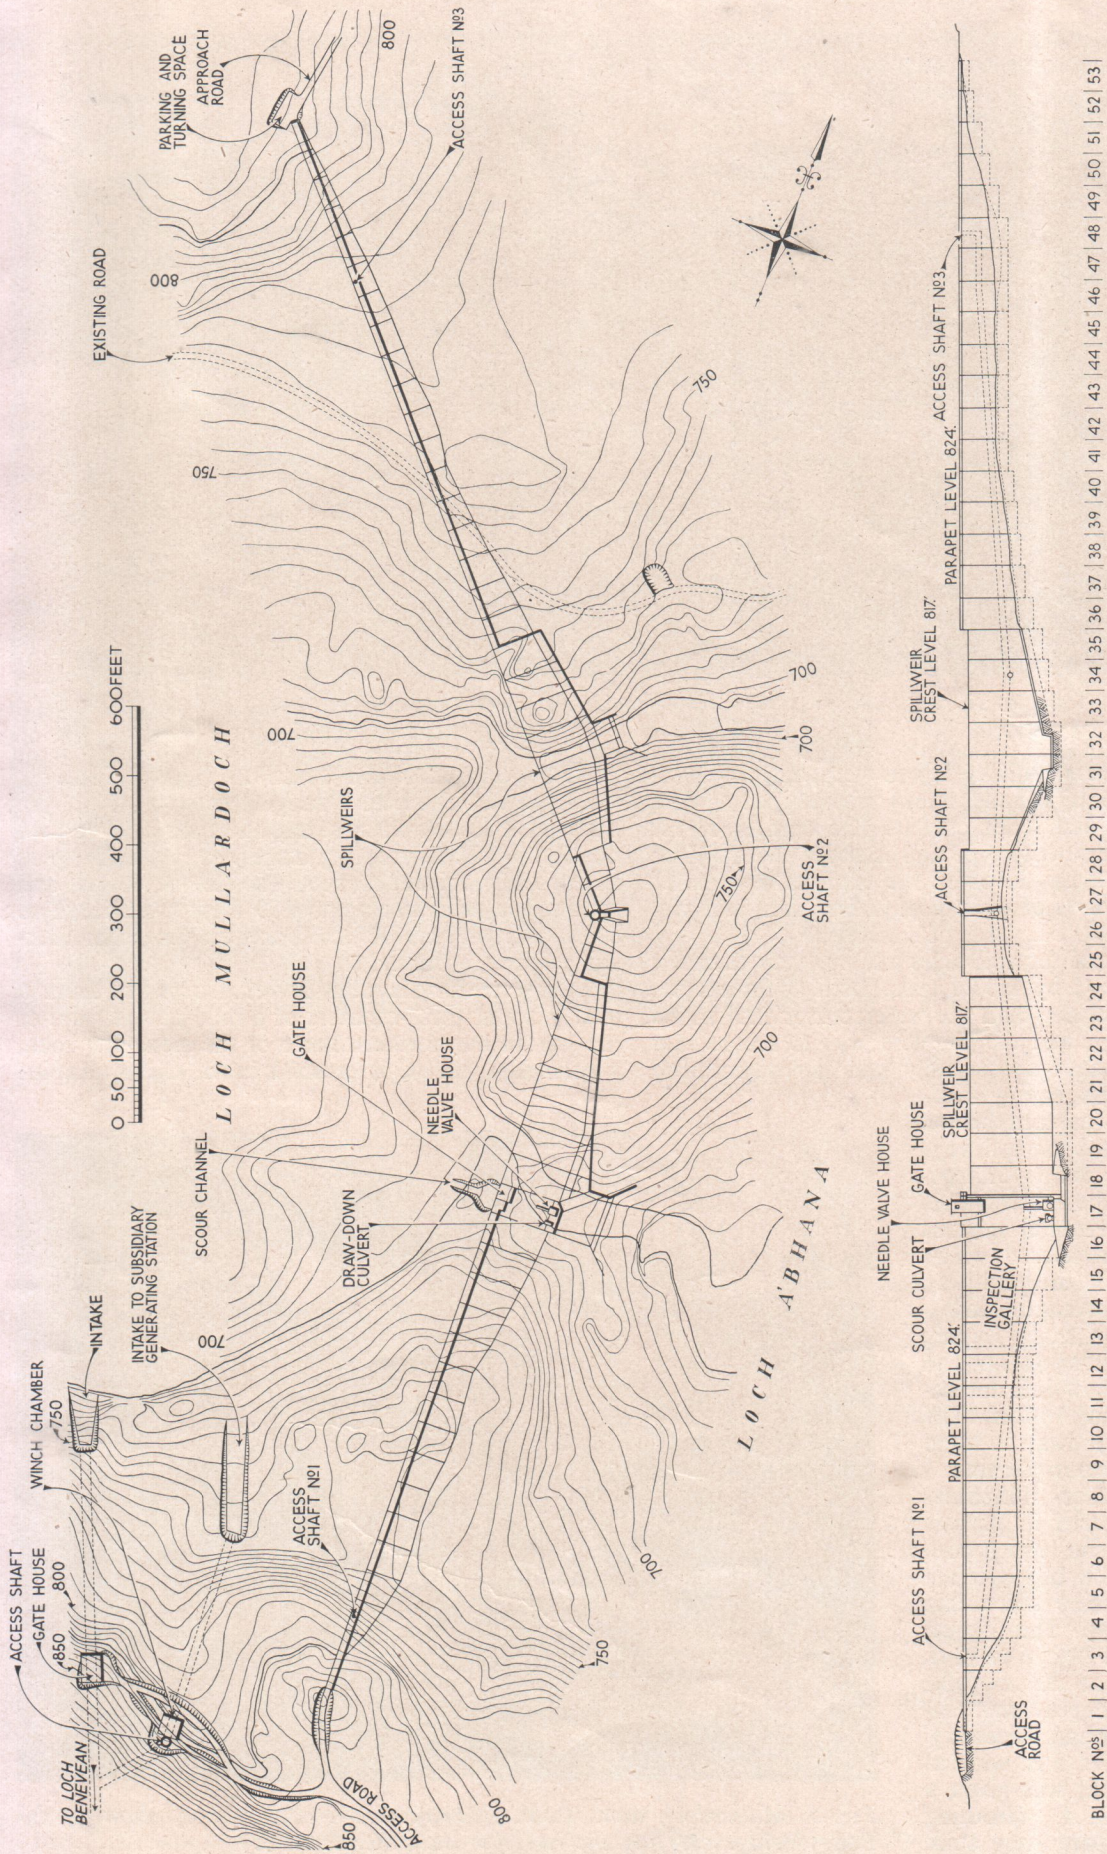 ACCESS SHAFT
GATE HOUSE
WINCH CHAMBER
INTAKE
850
800
750
TO LOCH
BENEVEAN
INTAKE TO SUBSIDIARY
GENERATING STATION
700
0 50 100 200 300 400 500 600 FEET
EXISTING ROAD
PARKING AND
TURNING SPACE
APPROACH
ROAD
800
800
LOCH MULLARDOCH
SCOUR CHANNEL
GATE HOUSE
SPILLWEIRS
700
750
ACCESS SHAFT Nº3
ACCESS
SHAFT Nº1
DRAW-DOWN
CULVERT
NEEDLE
VALVE HOUSE
850
ACCESS ROAD
800
750
700
LOCH A'BHANA
700
750
ACCESS
SHAFT Nº2
700
700
750
ACCESS SHAFT Nº1
PARAPET LEVEL 824'
SCOUR CULVERT
NEEDLE VALVE HOUSE
GATE HOUSE
SPILLWEIR
CREST LEVEL 817'
ACCESS SHAFT Nº2
SPILLWEIR
CREST LEVEL 817'
PARAPET LEVEL 824'
ACCESS SHAFT Nº3
INSPECTION
GALLERY
ACCESS
ROAD
BLOCK Nºs 1 2 3 4 5 6 7 8 9 10 11 12 13 14 15 16 17 18 19 20 21 22 23 24 25 26 27 28 29 30 31 32 33 34 35 36 37 38 39 40 41 42 43 44 45 46 47 48 49 50 51 52 53